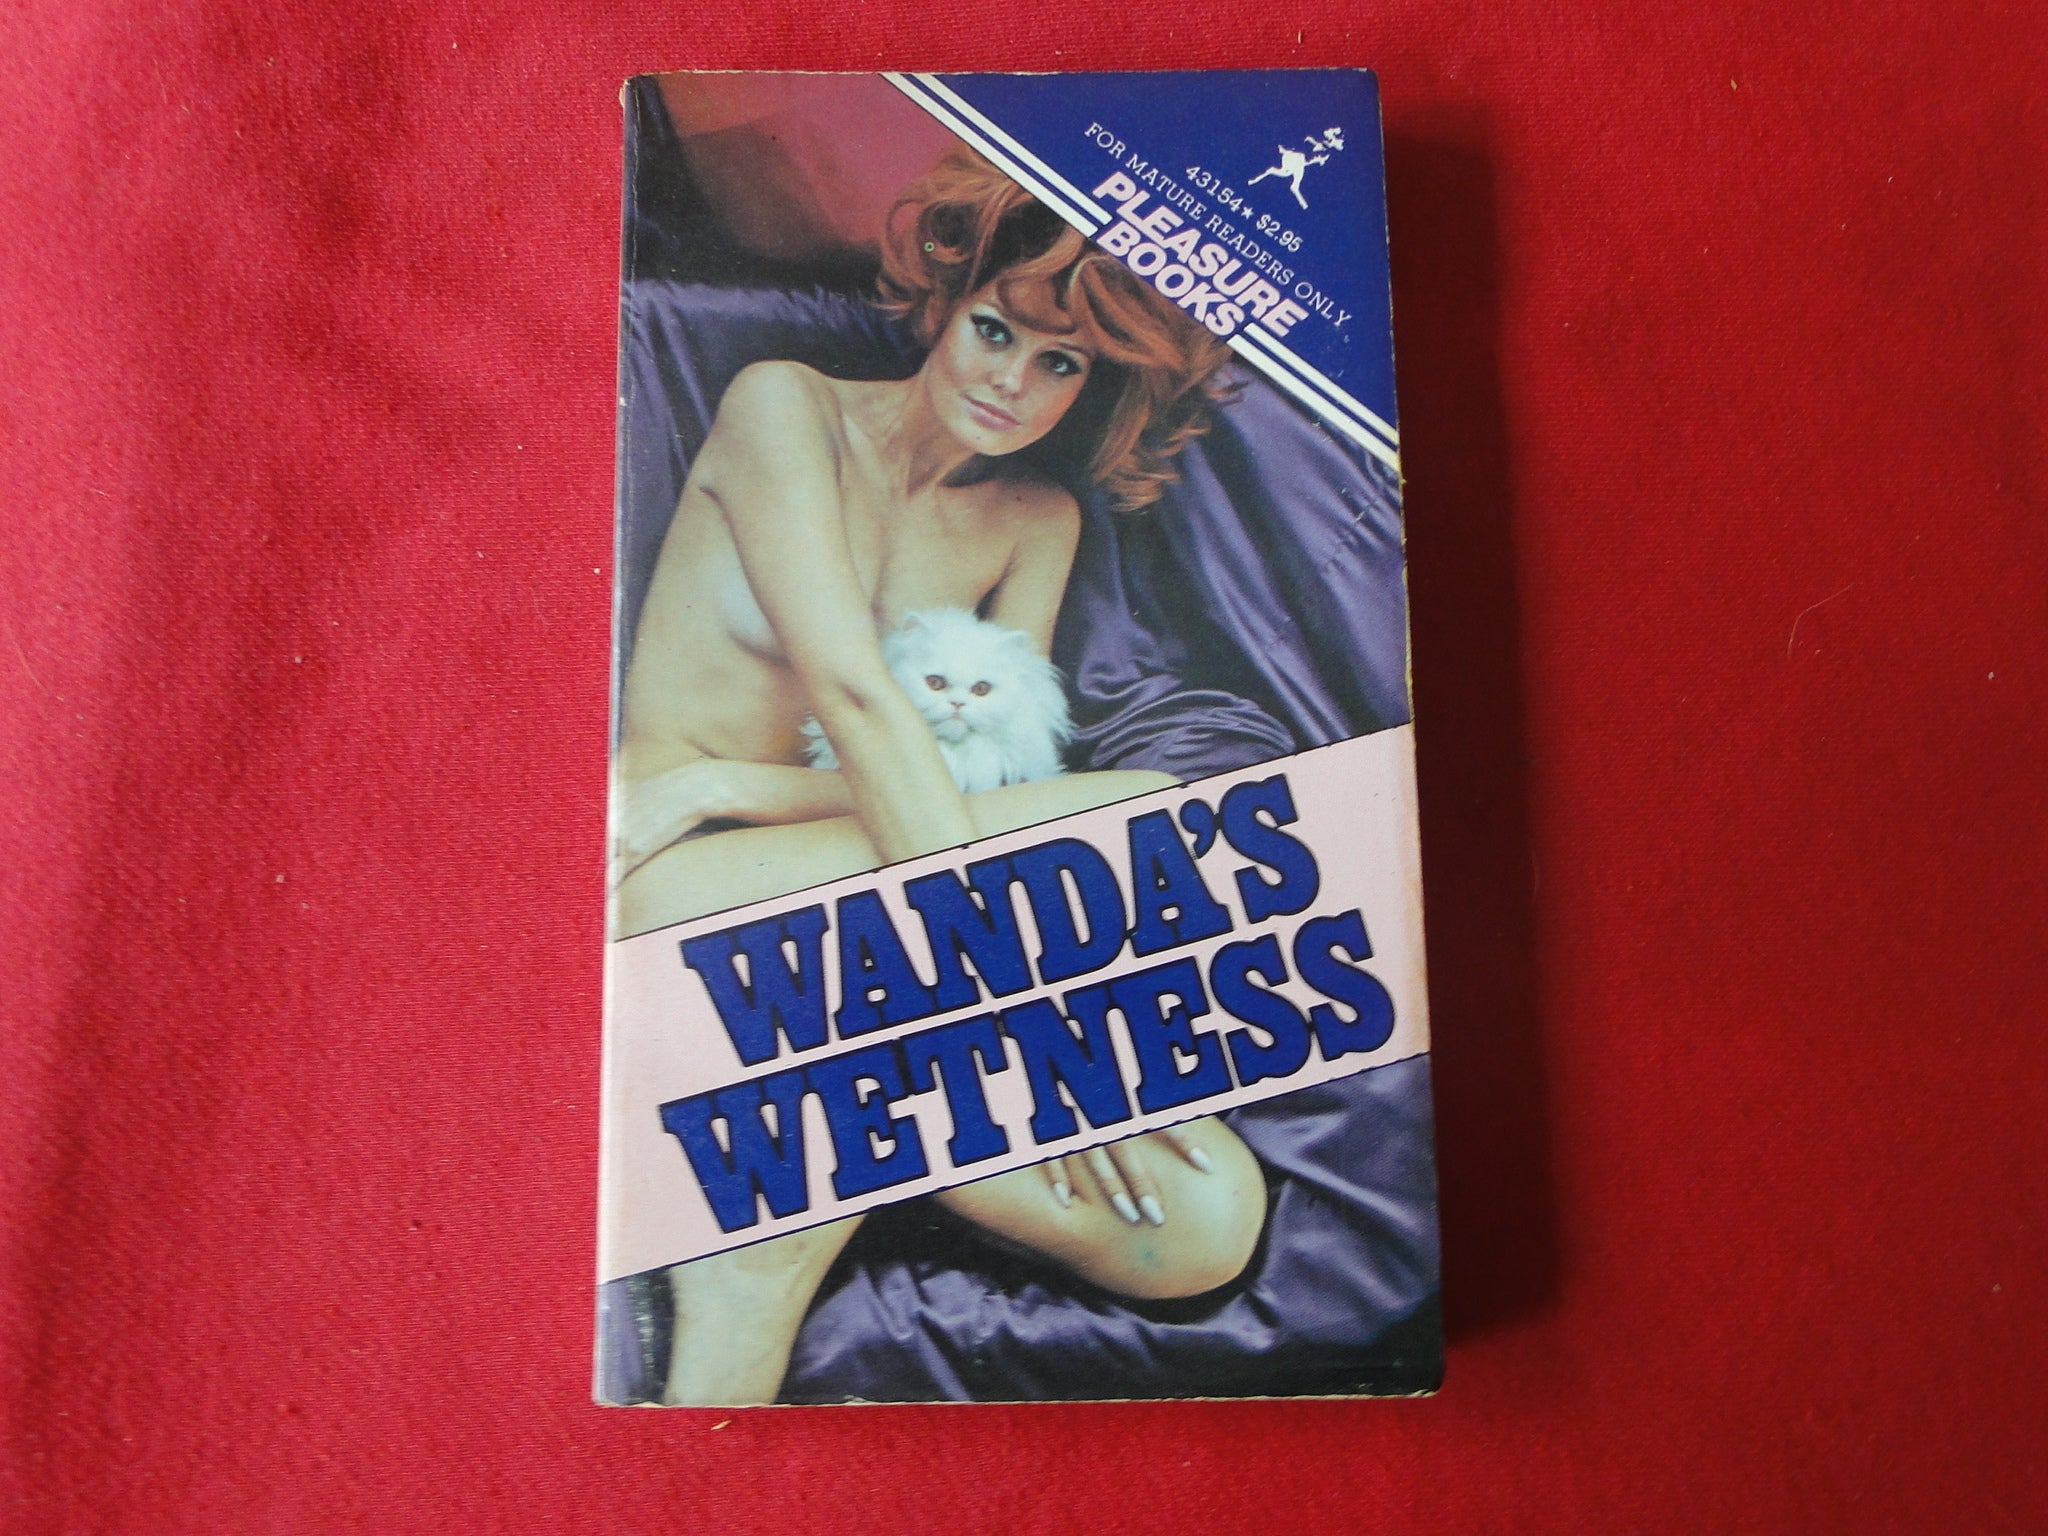 43154★ $2.95
FOR MATURE READERS ONLY
PLEASURE
BOOKS
WANDA'S
WETNESS